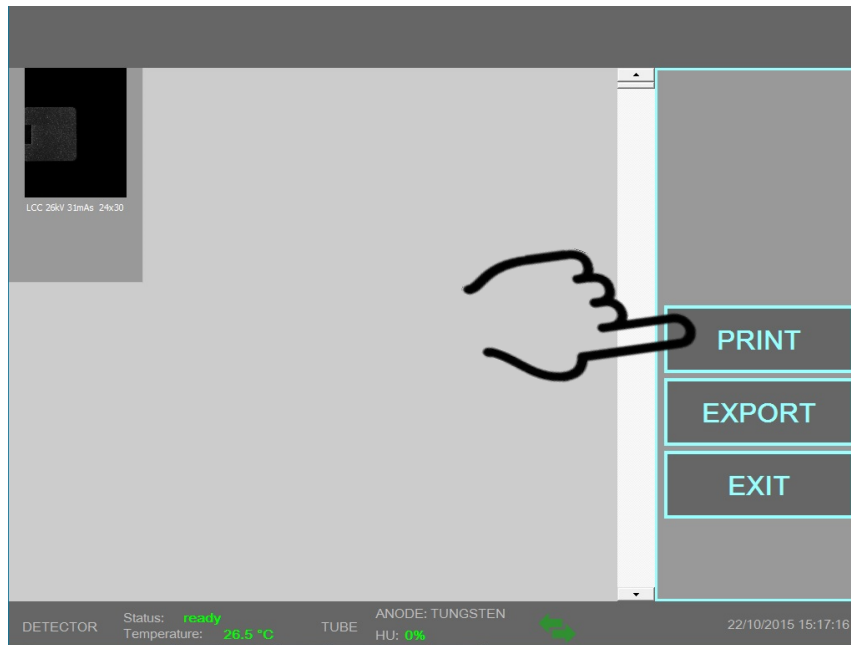 LCC 26kV 31mAs 24x30
PRINT
EXPORT
EXIT
DETECTOR
Status: ready
Temperature: 26.5 °C
TUBE
ANODE: TUNGSTEN
HU: 0%
22/10/2015 15:17:16